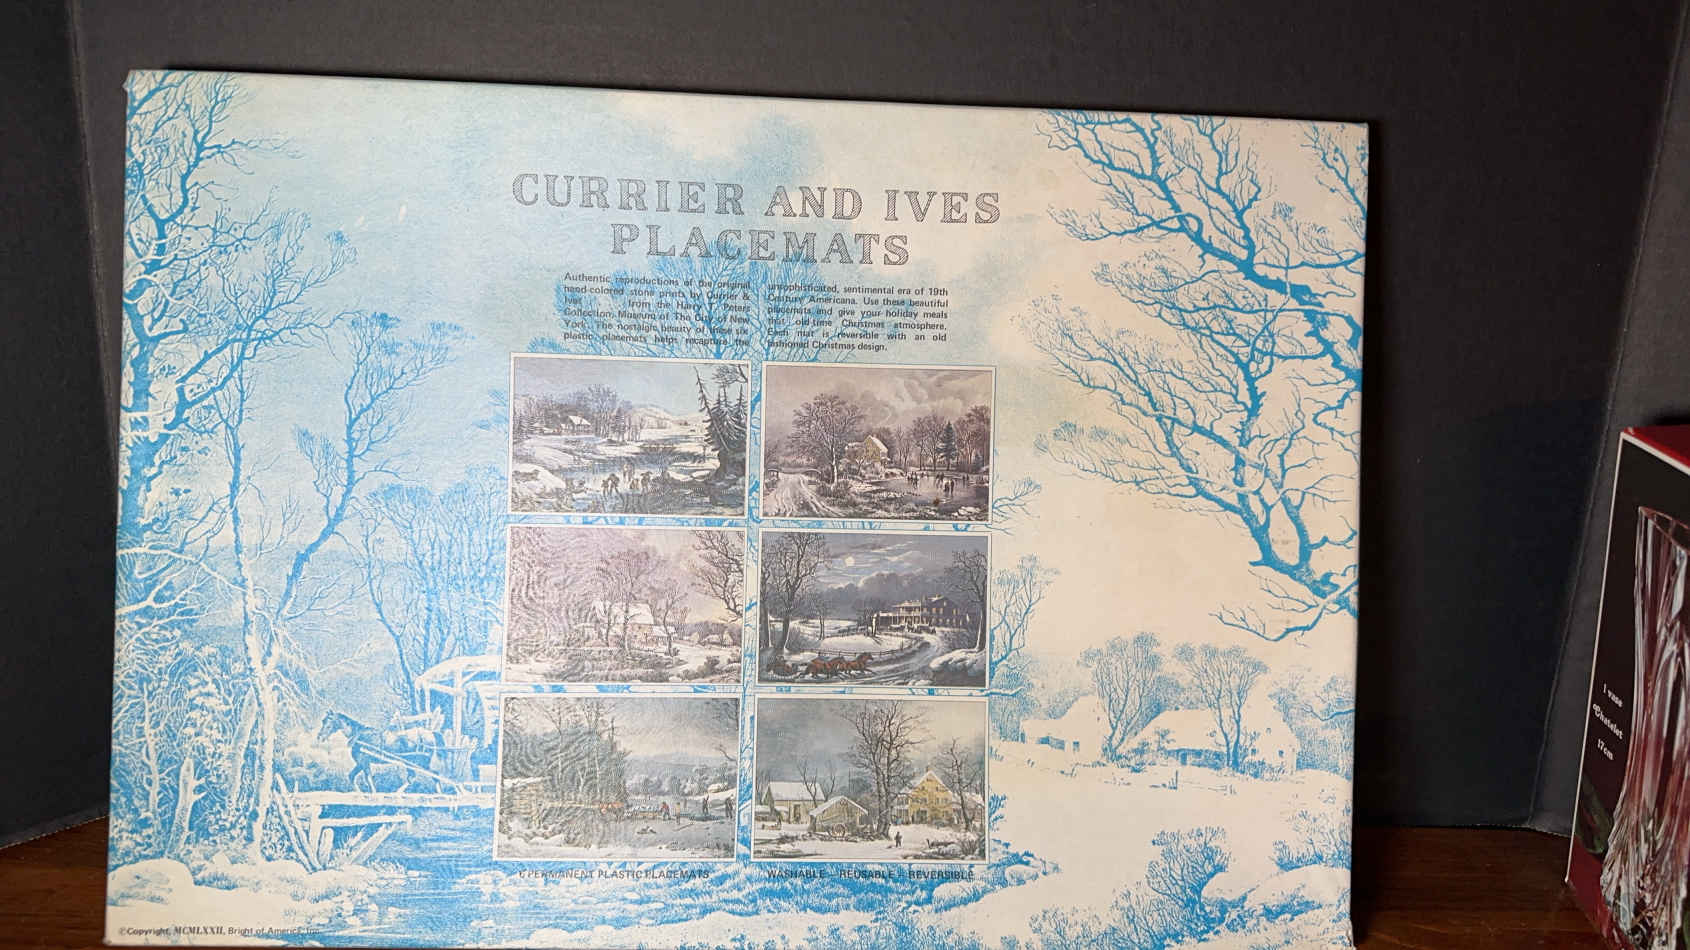 CURRIER AND IVES
PLACEMATS
Authentic reproductions of the original
hand-colored stone prints by Currier &
Ives from the Harry T. Peters
Collection, Museum of The City of New
York. The nostalgic beauty of these six
plastic placemats helps recapture the
unsophisticated, sentimental era of 19th
Century Americana. Use these beautiful
placemats and give your holiday meals
that old-time Christmas atmosphere.
Each mat is reversible with an old
fashioned Christmas design.
6 PERMANENT PLASTIC PLACEMATS
WASHABLE – REUSABLE – REVERSIBLE
©Copyright, MCMLXXII, Bright of America, Inc.
1 vase
Chatelet
17cm